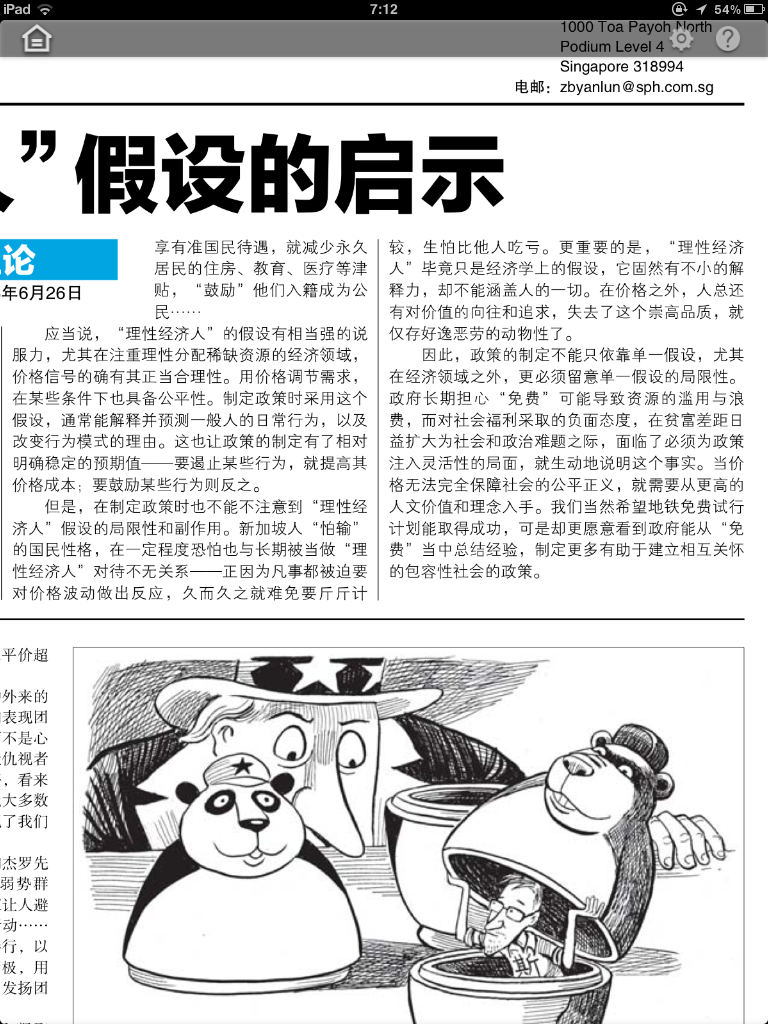 iPad
7:12
54%
1000 Toa Payoh North
Podium Level 4
Singapore 318994
电邮：zbyanlun@sph.com.sg
”假设的启示
论
年6月26日
享有准国民待遇，就减少永久
居民的住房、教育、医疗等津
贴，“鼓励”他们入籍成为公
民……
应当说，“理性经济人”的假设有相当强的说
服力，尤其在注重理性分配稀缺资源的经济领域，
价格信号的确有其正当合理性。用价格调节需求，
在某些条件下也具备公平性。制定政策时采用这个
假设，通常能解释并预测一般人的日常行为，以及
改变行为模式的理由。这也让政策的制定有了相对
明确稳定的预期值——要遏止某些行为，就提高其
价格成本；要鼓励某些行为则反之。
但是，在制定政策时也不能不注意到“理性经
济人”假设的局限性和副作用。新加坡人“怕输”
的国民性格，在一定程度恐怕也与长期被当做“理
性经济人”对待不无关系——正因为凡事都被迫要
对价格波动做出反应，久而久之就难免要斤斤计
较，生怕比他人吃亏。更重要的是，“理性经济
人”毕竟只是经济学上的假设，它固然有不小的解
释力，却不能涵盖人的一切。在价格之外，人总还
有对价值的向往和追求，失去了这个崇高品质，就
仅存好逸恶劳的动物性了。
因此，政策的制定不能只依靠单一假设，尤其
在经济领域之外，更必须留意单一假设的局限性。
政府长期担心“免费”可能导致资源的滥用与浪
费，而对社会福利采取的负面态度，在贫富差距日
益扩大为社会和政治难题之际，面临了必须为政策
注入灵活性的局面，就生动地说明这个事实。当价
格无法完全保障社会的公平正义，就需要从更高的
人文价值和理念入手。我们当然希望地铁免费试行
计划能取得成功，可是却更愿意看到政府能从“免
费”当中总结经验，制定更多有助于建立相互关怀
的包容性社会的政策。
平价超
外来的
表现团
不是心
仇视者
，看来
大多数
了我们
杰罗先
弱势群
让人避
动……
行，以
极，用
发扬团